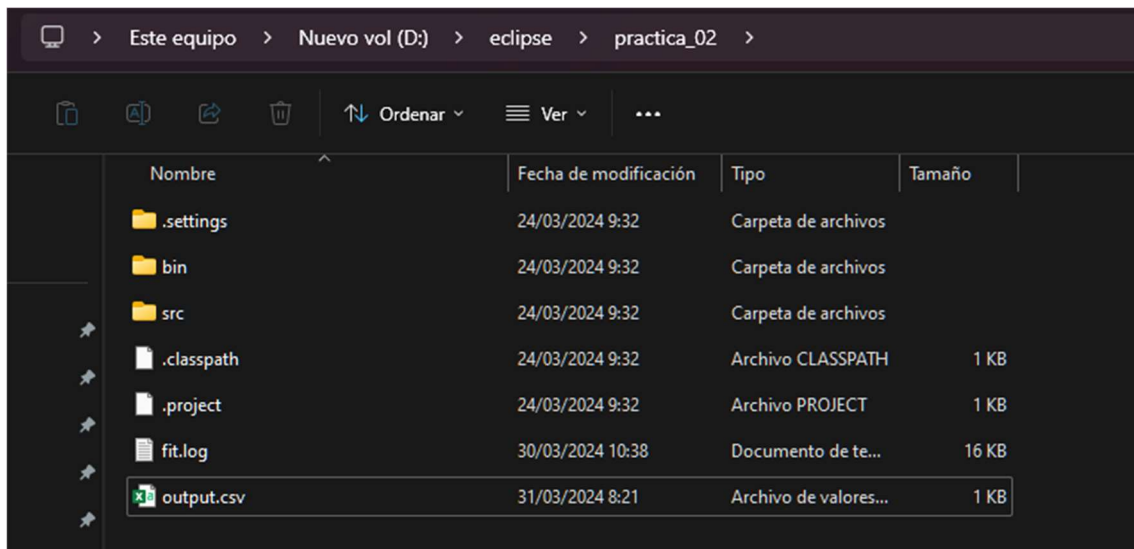 Este equipo > Nuevo vol (D:) > eclipse > practica_02 >
Ordenar Ver ...
Nombre Fecha de modificación Tipo Tamaño
.settings 24/03/2024 9:32 Carpeta de archivos
bin 24/03/2024 9:32 Carpeta de archivos
src 24/03/2024 9:32 Carpeta de archivos
.classpath 24/03/2024 9:32 Archivo CLASSPATH 1 KB
.project 24/03/2024 9:32 Archivo PROJECT 1 KB
fit.log 30/03/2024 10:38 Documento de te... 16 KB
output.csv 31/03/2024 8:21 Archivo de valores... 1 KB